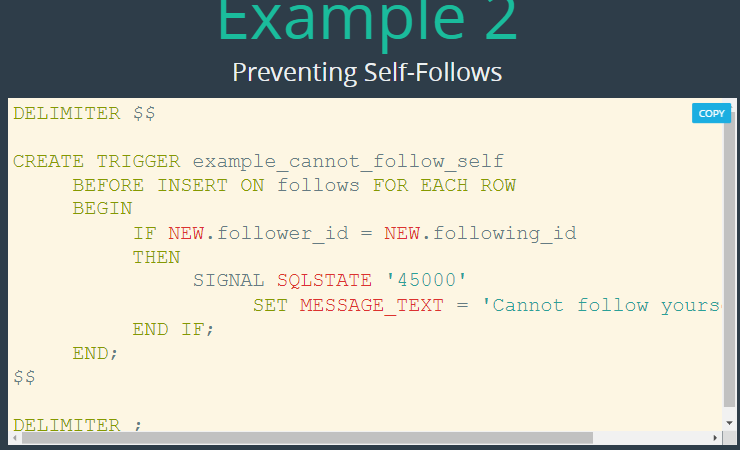 Example 2
Preventing Self-Follows
COPY
DELIMITER $$
CREATE TRIGGER example_cannot_follow_self
BEFORE INSERT ON follows FOR EACH ROW
BEGIN
IF NEW.follower_id = NEW.following_id
THEN
SIGNAL SQLSTATE '45000'
SET MESSAGE_TEXT = 'Cannot follow yours
END IF;
END;
$$
DELIMITER ;